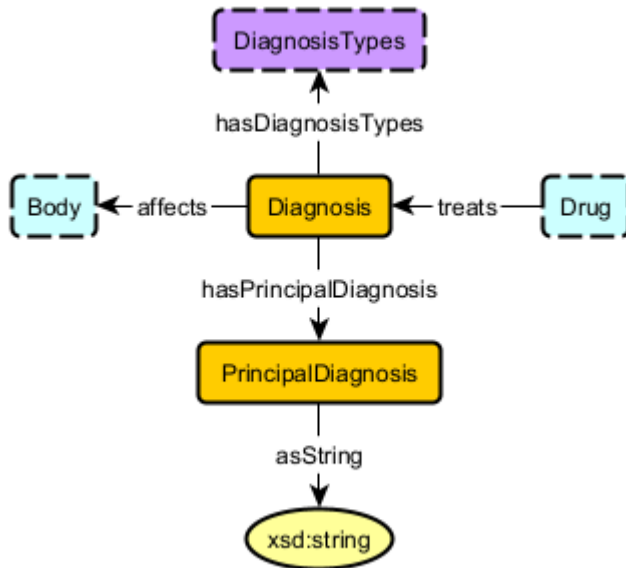 DiagnosisTypes
hasDiagnosisTypes
Body
affects
Diagnosis
treats
Drug
hasPrincipalDiagnosis
PrincipalDiagnosis
asString
xsd:string